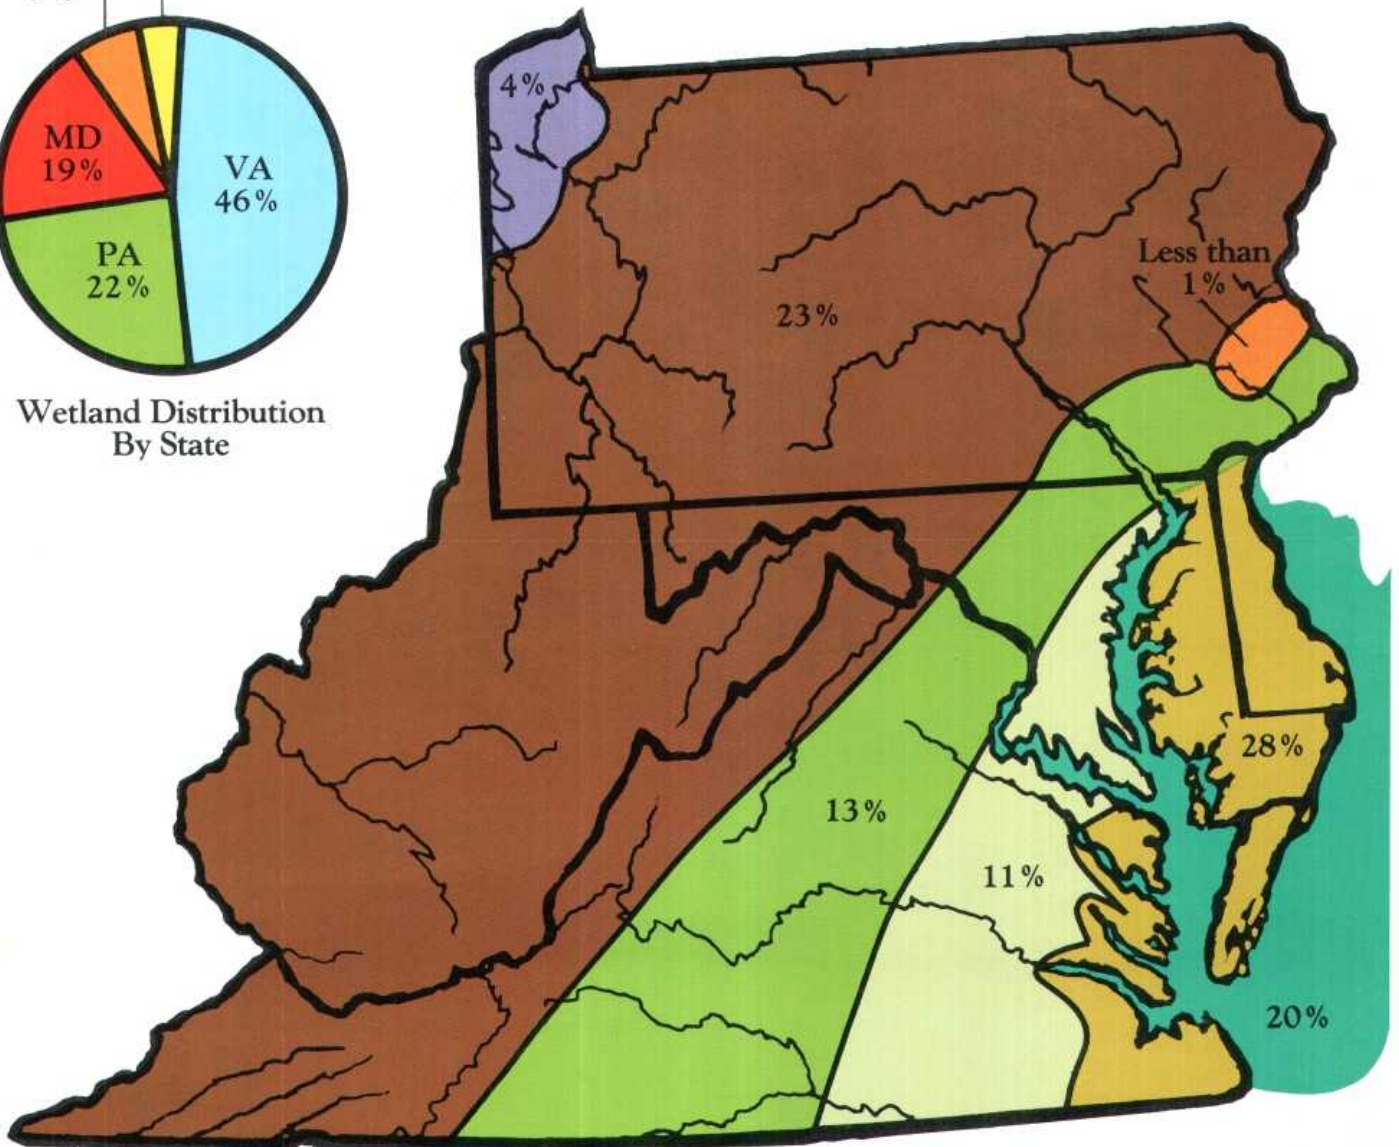 MD
19%
VA
46%
PA
22%
Wetland Distribution
By State
4%
23%
Less than
1%
28%
13%
11%
20%